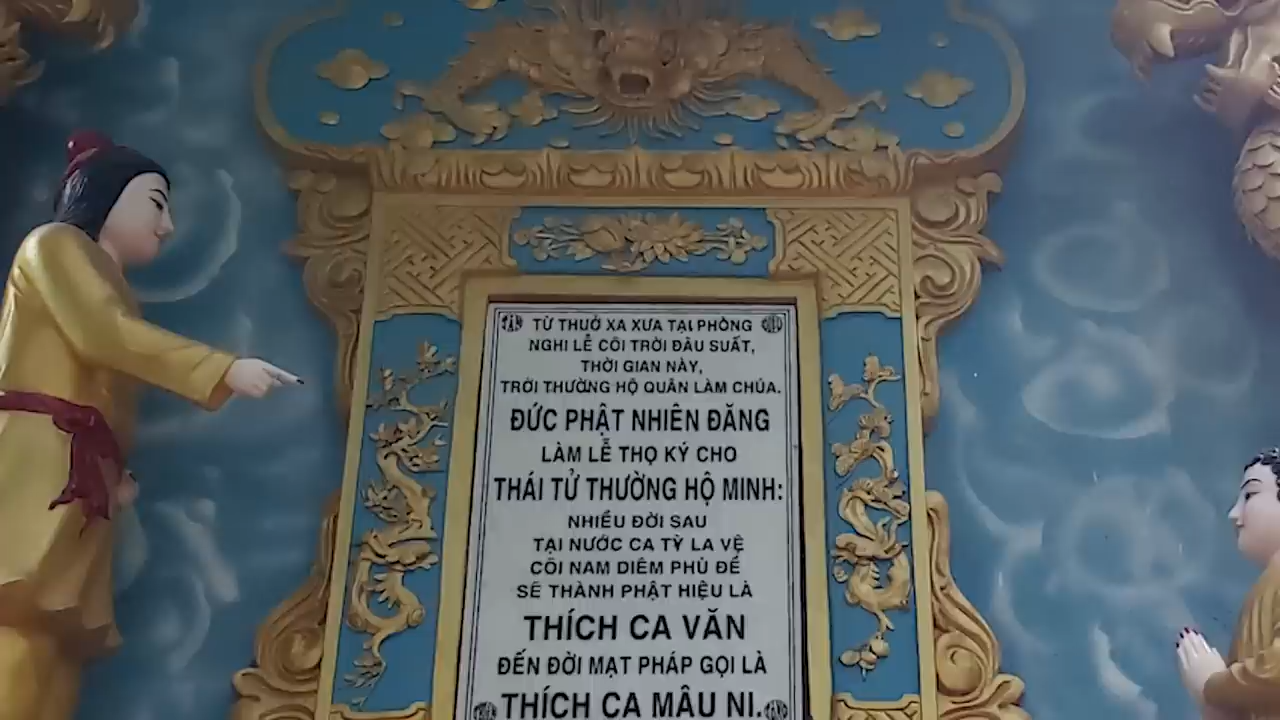 TỪ THUỞ XA XƯA TẠI PHÒNG
NGHI LỄ CÕI TRỜI ĐÂU SUẤT,
THỜI GIAN NÀY,
TRỜI THƯỜNG HỘ QUÂN LÀM CHÚA.
ĐỨC PHẬT NHIÊN ĐĂNG
LÀM LỄ THỌ KÝ CHO
THÁI TỬ THƯỜNG HỘ MINH:
NHIỀU ĐỜI SAU
TẠI NƯỚC CA TỲ LA VỆ
CÕI NAM DIÊM PHÙ ĐỀ
SẼ THÀNH PHẬT HIỆU LÀ
THÍCH CA VĂN
ĐẾN ĐỜI MẠT PHÁP GỌI LÀ
THÍCH CA MÂU NI.